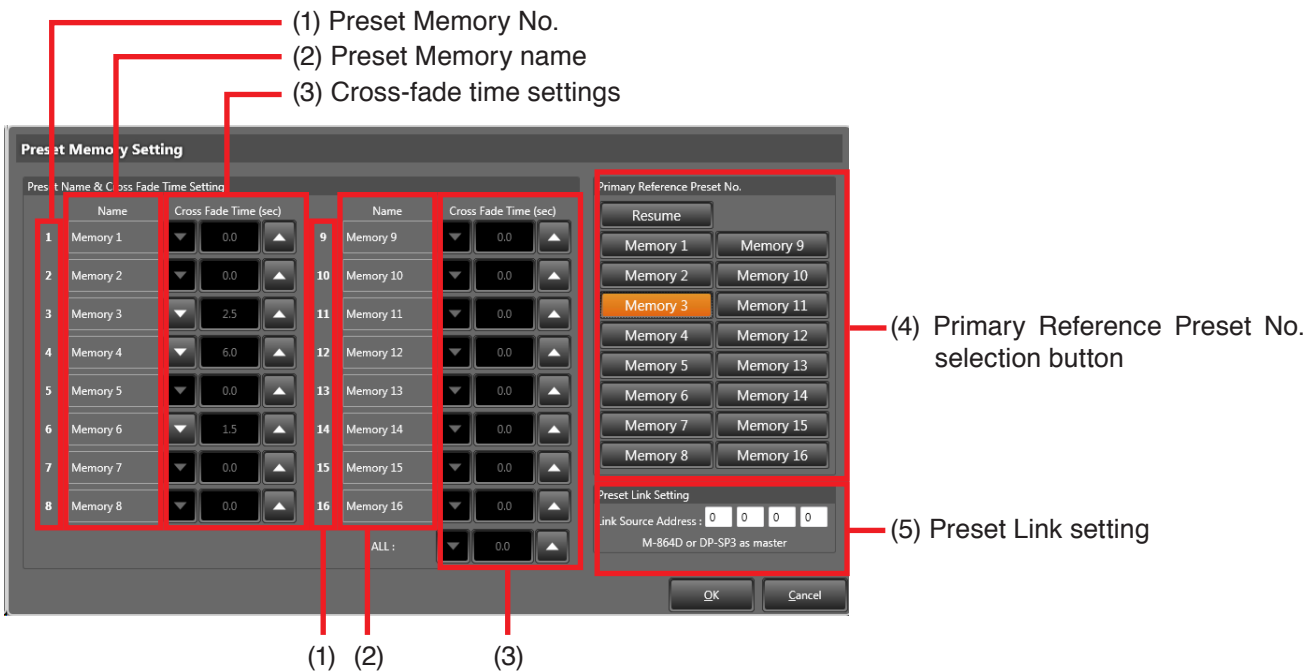 (1) Preset Memory No.
(2) Preset Memory name
(3) Cross-fade time settings
Preset Memory Setting
Preset Name & Cross Fade Time Setting
Name Cross Fade Time (sec) Name Cross Fade Time (sec)
1 Memory 1 0.0 9 Memory 9 0.0
2 Memory 2 0.0 10 Memory 10 0.0
3 Memory 3 2.5 11 Memory 11 0.0
4 Memory 4 6.0 12 Memory 12 0.0
5 Memory 5 0.0 13 Memory 13 0.0
6 Memory 6 1.5 14 Memory 14 0.0
7 Memory 7 0.0 15 Memory 15 0.0
8 Memory 8 0.0 16 Memory 16 0.0
ALL : 0.0
Primary Reference Preset No.
Resume
Memory 1 Memory 9
Memory 2 Memory 10
Memory 3 Memory 11
Memory 4 Memory 12
Memory 5 Memory 13
Memory 6 Memory 14
Memory 7 Memory 15
Memory 8 Memory 16
Preset Link Setting
Link Source Address : 0 0 0 0
M-864D or DP-SP3 as master
OK Cancel
(4) Primary Reference Preset No.
selection button
(5) Preset Link setting
(1) (2) (3)